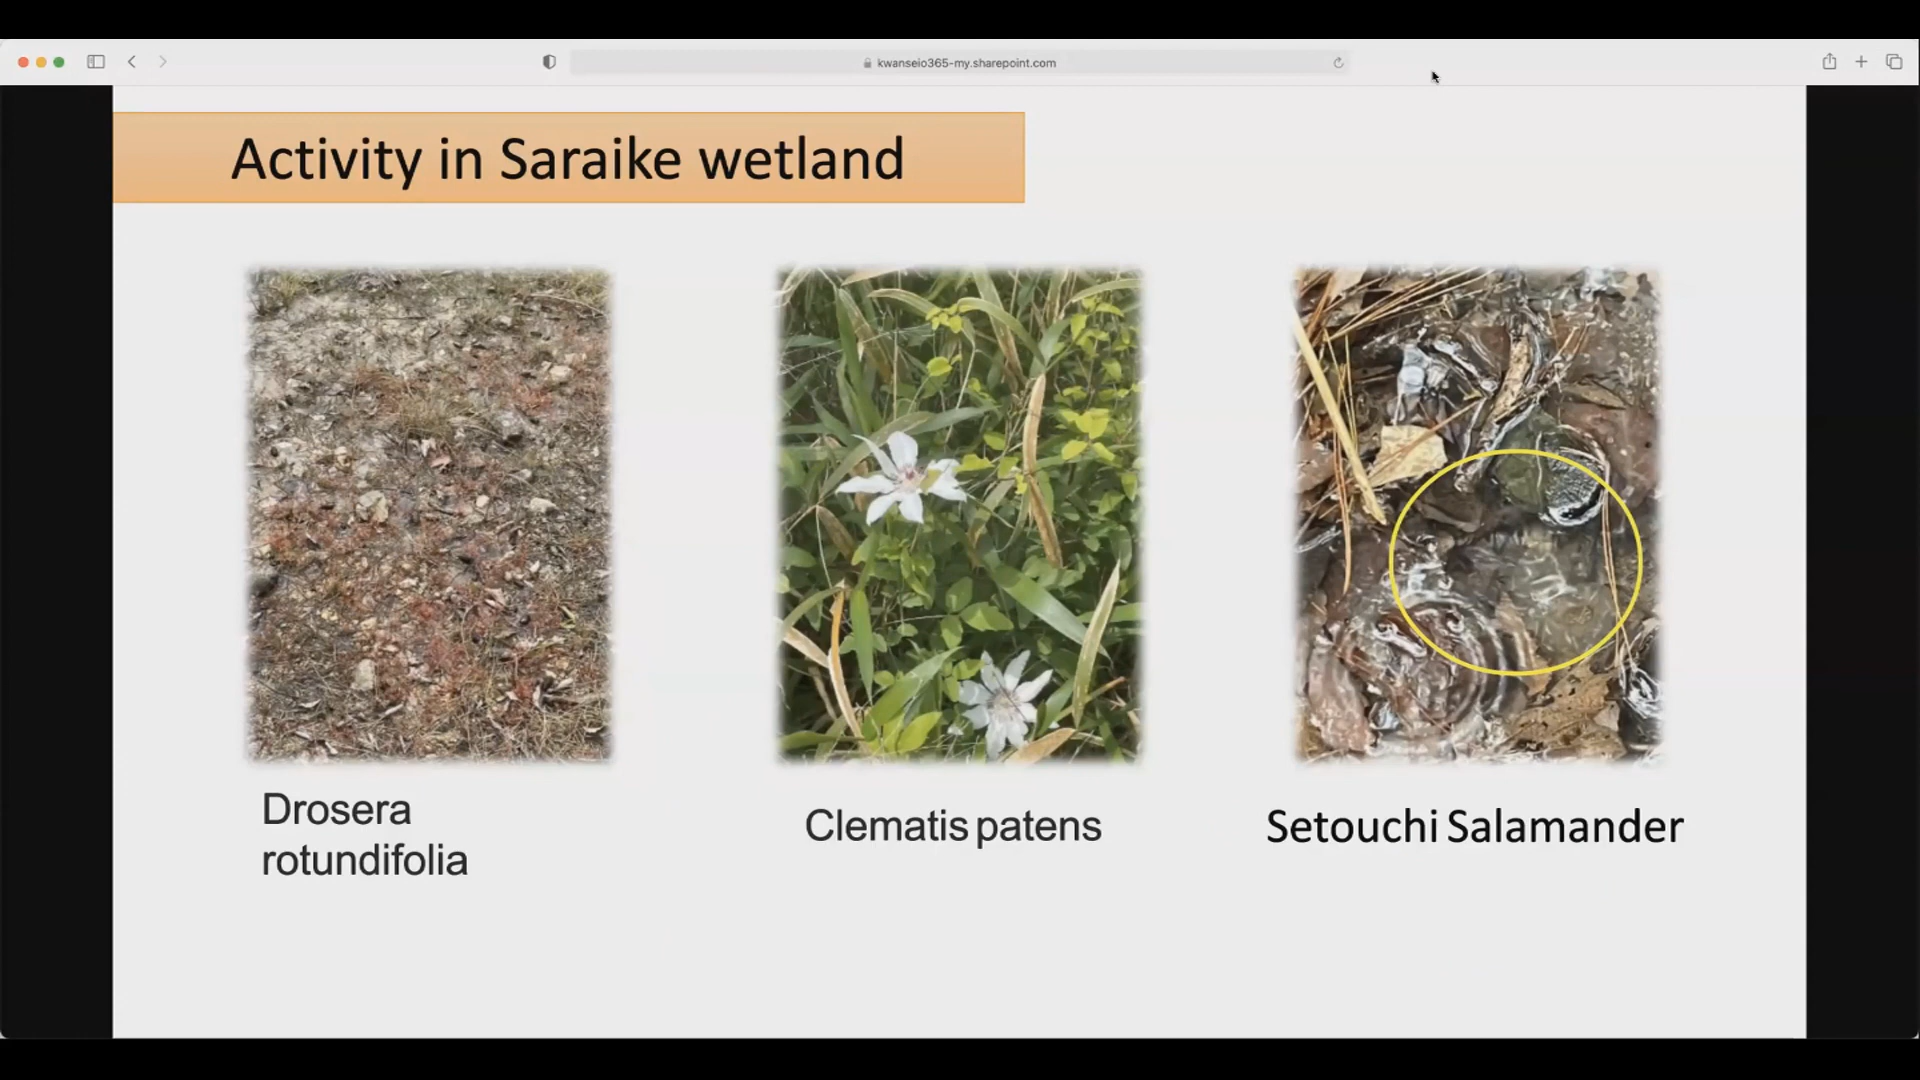 kwanseio365-my.sharepoint.com
Activity in Saraike wetland
Drosera
rotundifolia
Clematis patens
Setouchi Salamander